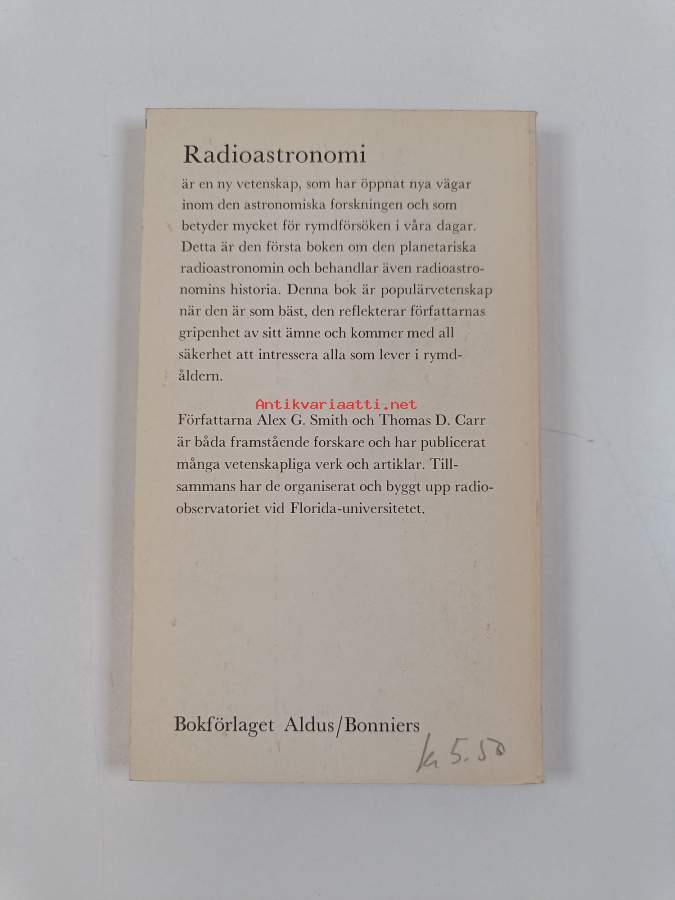 Radioastronomi
är en ny vetenskap, som har öppnat nya vägar
inom den astronomiska forskningen och som
betyder mycket för rymdförsöken i våra dagar.
Detta är den första boken om den planetariska
radioastronomin och behandlar även radioastro-
nomins historia. Denna bok är populärvetenskap
när den är som bäst, den reflekterar författarnas
gripenhet av sitt ämne och kommer med all
säkerhet att intressera alla som lever i rymd-
åldern.
Antikvariaatti.net
Författarna Alex G. Smith och Thomas D. Carr
är båda framstående forskare och har publicerat
många vetenskapliga verk och artiklar. Till-
sammans har de organiserat och byggt upp radio-
observatoriet vid Florida-universitetet.
Bokförlaget Aldus/Bonniers
kr 5.50